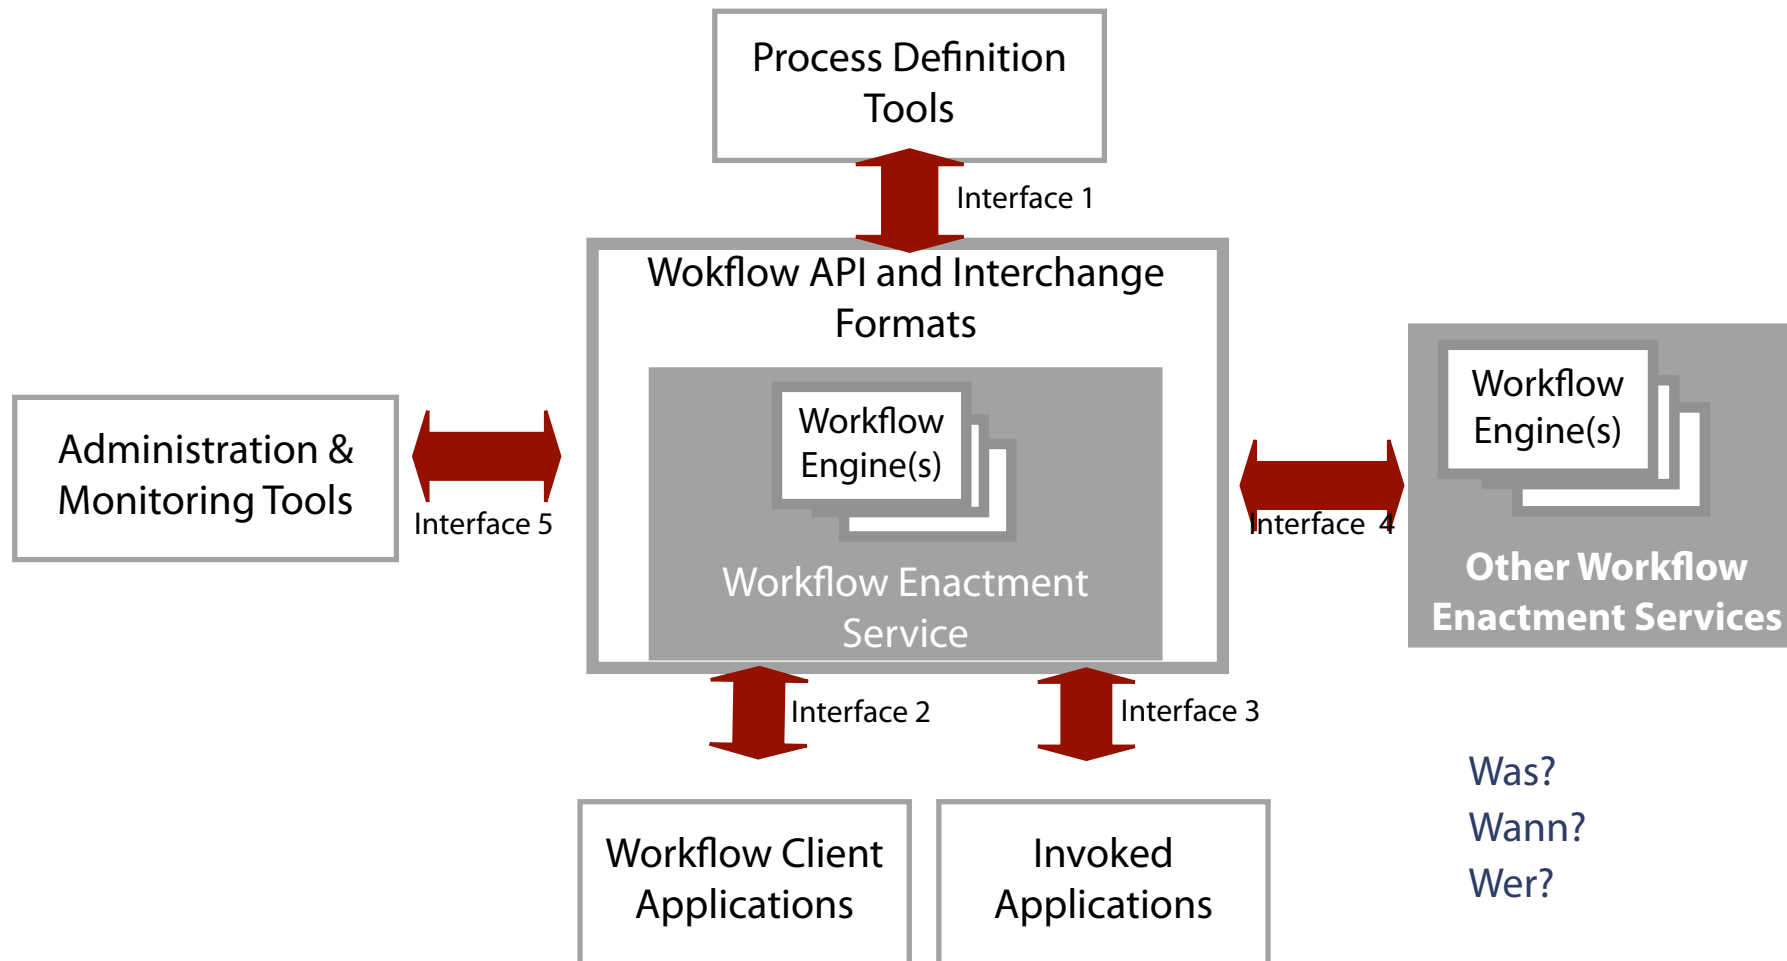 Process Definition
Tools
Interface 1
Wokflow API and Interchange
Formats
Workflow
Engine(s)
Workflow Enactment
Service
Administration &
Monitoring Tools
Interface 5
Interface 4
Workflow
Engine(s)
Other Workflow
Enactment Services
Interface 2
Interface 3
Workflow Client
Applications
Invoked
Applications
Was?
Wann?
Wer?